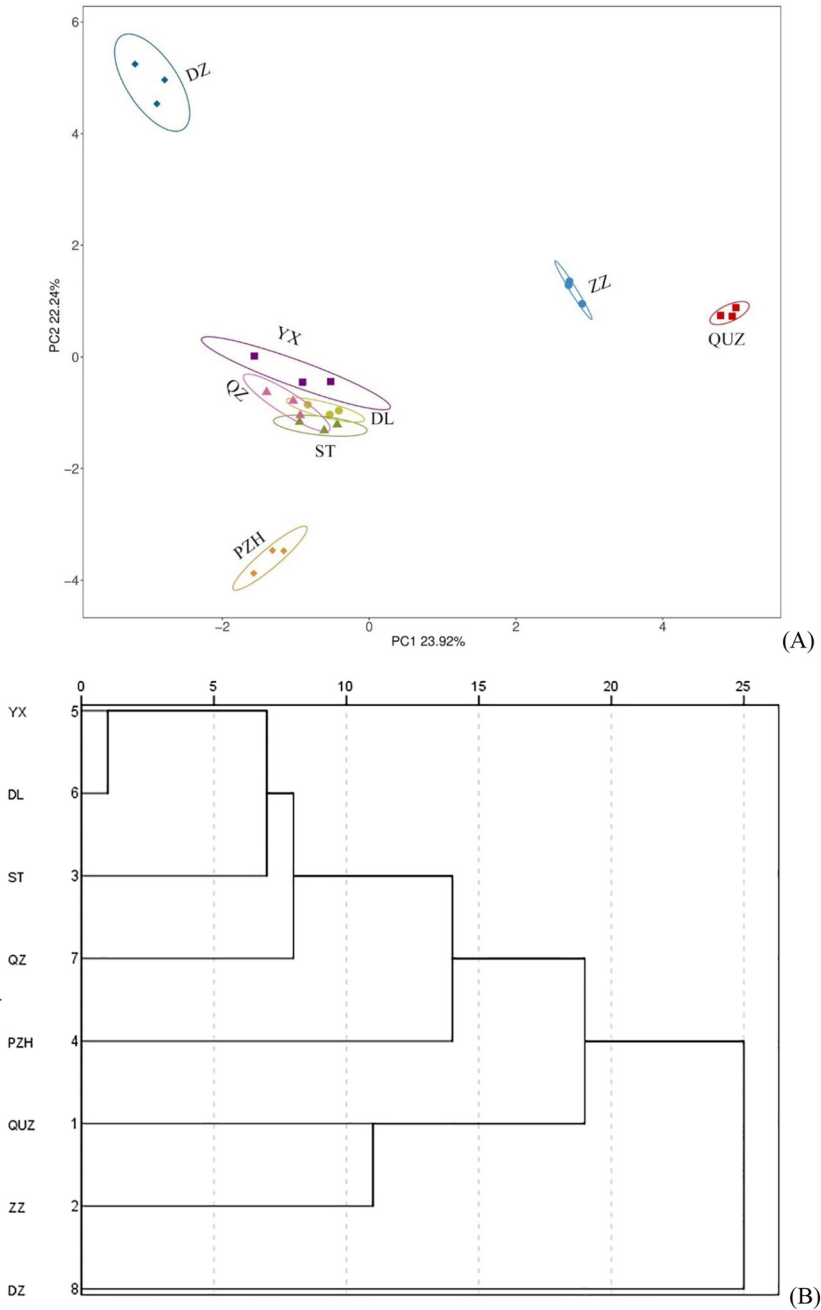 6
DZ
4
2
ZZ
PC2 22.24%
QUZ
YX
0
QZ
DL
ST
−2
PZH
−4
−2 0 2 4
PC1 23.92%
(A)
0 5 10 15 20 25
YX 5
DL 6
ST 3
QZ 7
PZH 4
QUZ 1
ZZ 2
DZ 8
(B)